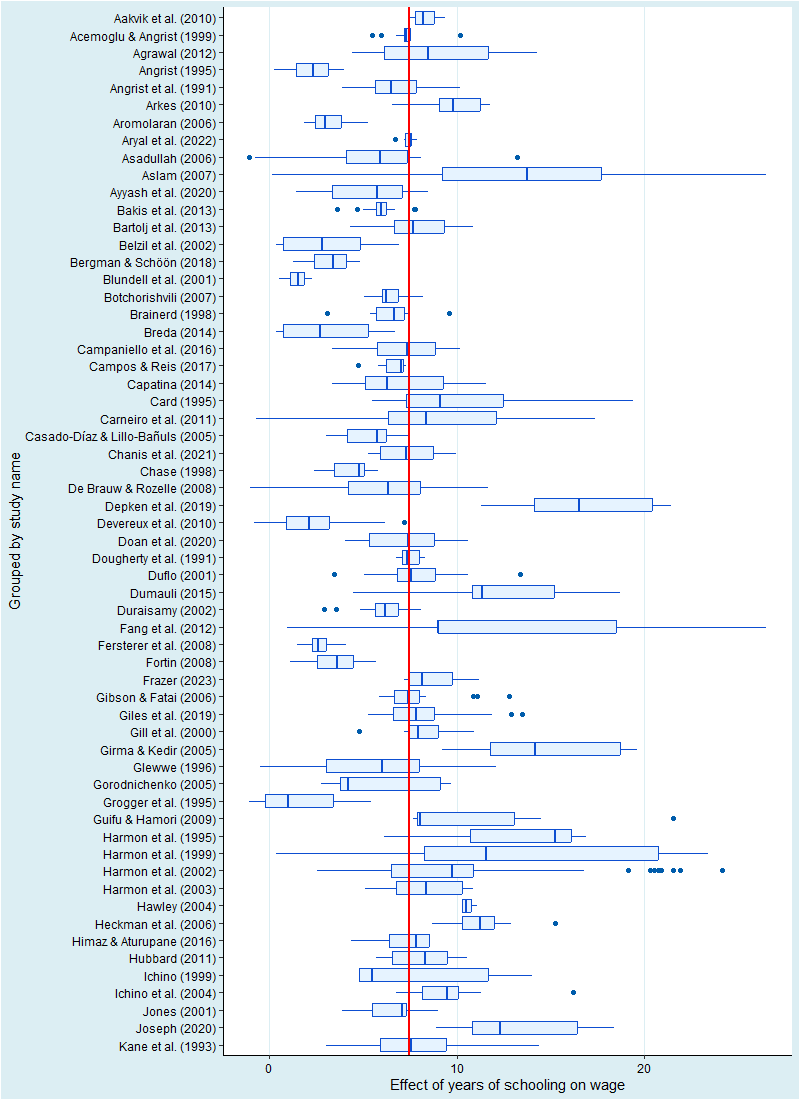 Aakvik et al. (2010)
Acemoglu & Angrist (1999)
Agrawal (2012)
Angrist (1995)
Angrist et al. (1991)
Arkes (2010)
Aromolaran (2006)
Aryal et al. (2022)
Asadullah (2006)
Aslam (2007)
Ayyash et al. (2020)
Bakis et al. (2013)
Bartolj et al. (2013)
Belzil et al. (2002)
Bergman & Schöön (2018)
Blundell et al. (2001)
Botchorishvili (2007)
Brainerd (1998)
Breda (2014)
Campaniello et al. (2016)
Campos & Reis (2017)
Capatina (2014)
Card (1995)
Carneiro et al. (2011)
Casado-Díaz & Lillo-Bañuls (2005)
Chanis et al. (2021)
Chase (1998)
De Brauw & Rozelle (2008)
Depken et al. (2019)
Devereux et al. (2010)
Doan et al. (2020)
Dougherty et al. (1991)
Duflo (2001)
Dumauli (2015)
Duraisamy (2002)
Fang et al. (2012)
Fersterer et al. (2008)
Fortin (2008)
Frazer (2023)
Gibson & Fatai (2006)
Giles et al. (2019)
Gill et al. (2000)
Girma & Kedir (2005)
Glewwe (1996)
Gorodnichenko (2005)
Grogger et al. (1995)
Guifu & Hamori (2009)
Harmon et al. (1995)
Harmon et al. (1999)
Harmon et al. (2002)
Harmon et al. (2003)
Hawley (2004)
Heckman et al. (2006)
Himaz & Aturupane (2016)
Hubbard (2011)
Ichino (1999)
Ichino et al. (2004)
Jones (2001)
Joseph (2020)
Kane et al. (1993)
Grouped by study name
0 10 20
Effect of years of schooling on wage